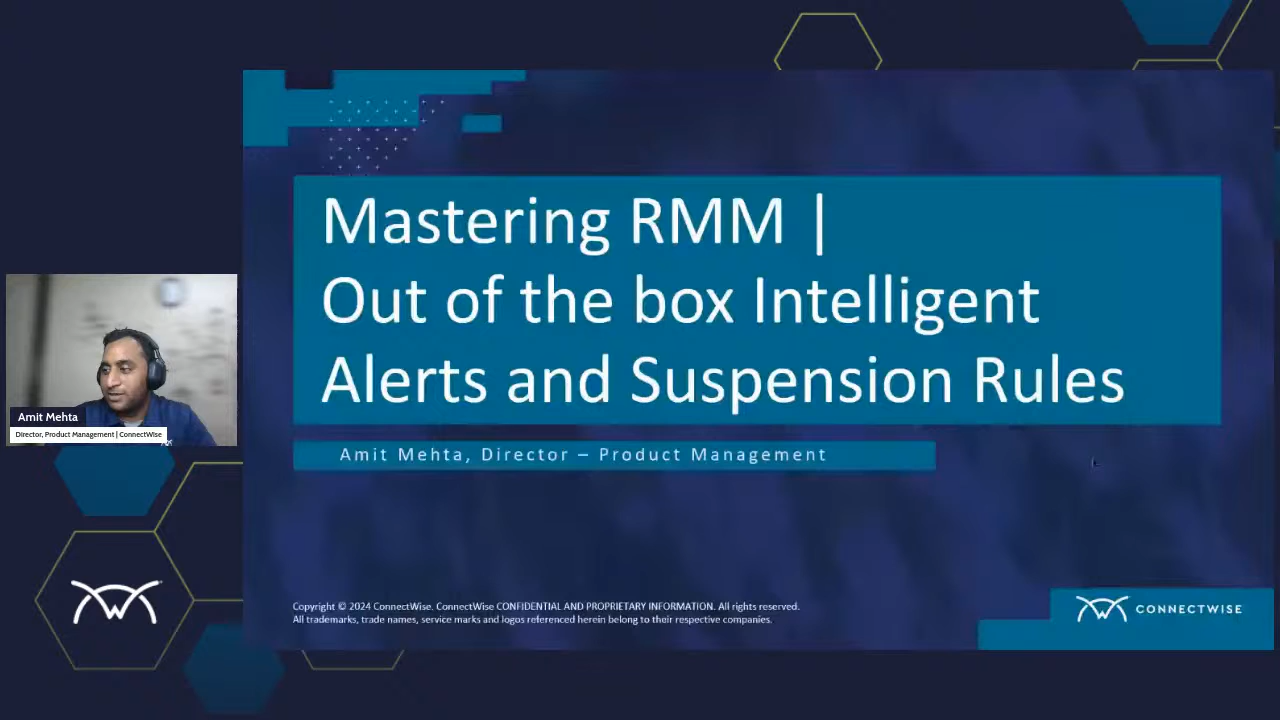 Mastering RMM |
Out of the box Intelligent
Alerts and Suspension Rules
Amit Mehta, Director – Product Management
Amit Mehta
Director, Product Management | ConnectWise
Copyright © 2024 ConnectWise. ConnectWise CONFIDENTIAL AND PROPRIETARY INFORMATION. All rights reserved.
All trademarks, trade names, service marks and logos referenced herein belong to their respective companies.
CONNECTWISE